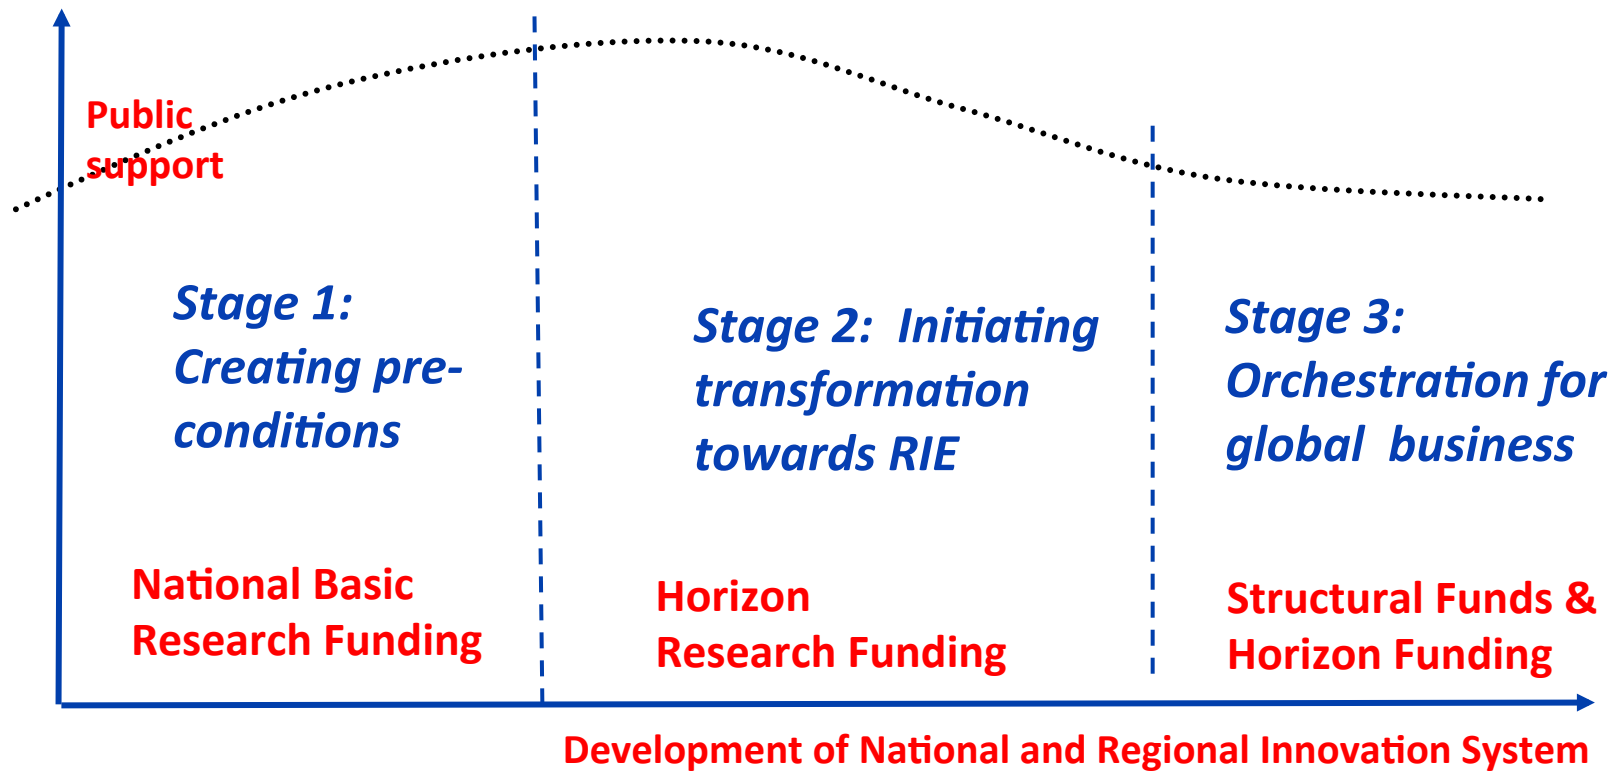 Public
support
Stage 1:
Creating pre-
conditions
Stage 2:  Initiating
transformation
towards RIE
Stage 3:
Orchestration for
global  business
National Basic
Research Funding
Horizon
Research Funding
Structural Funds &
Horizon Funding
Development of National and Regional Innovation System